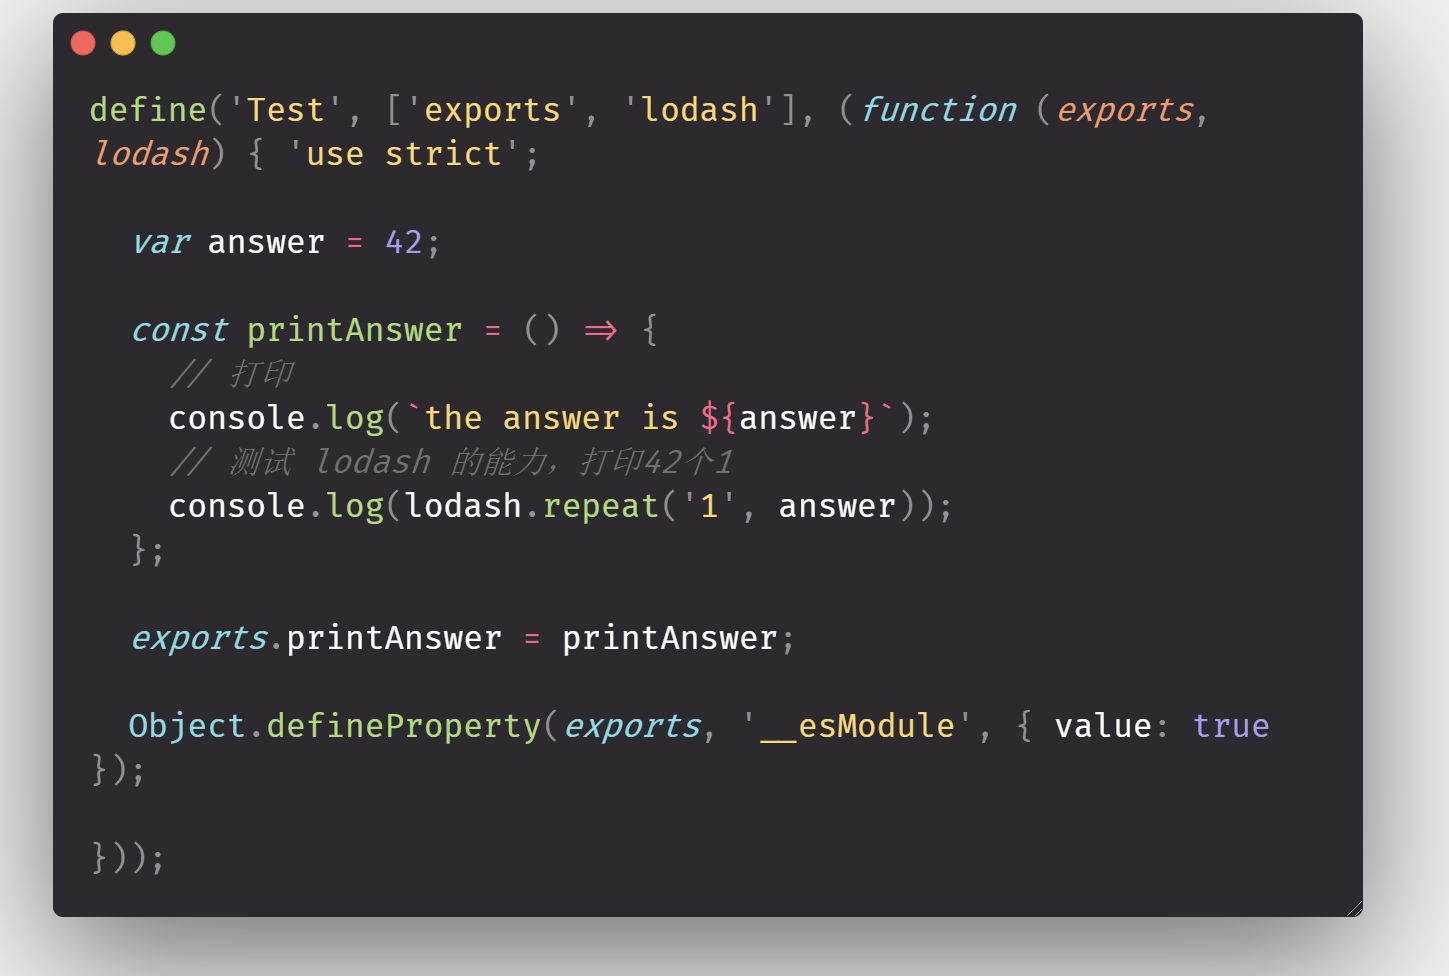 define('Test', ['exports', 'lodash'], (function (exports,
lodash) { 'use strict';
var answer = 42;
const printAnswer = () => {
// 打印
console.log(`the answer is ${answer}`);
// 测试 lodash 的能力，打印42个1
console.log(lodash.repeat('1', answer));
};
exports.printAnswer = printAnswer;
Object.defineProperty(exports, '__esModule', { value: true
});
}));